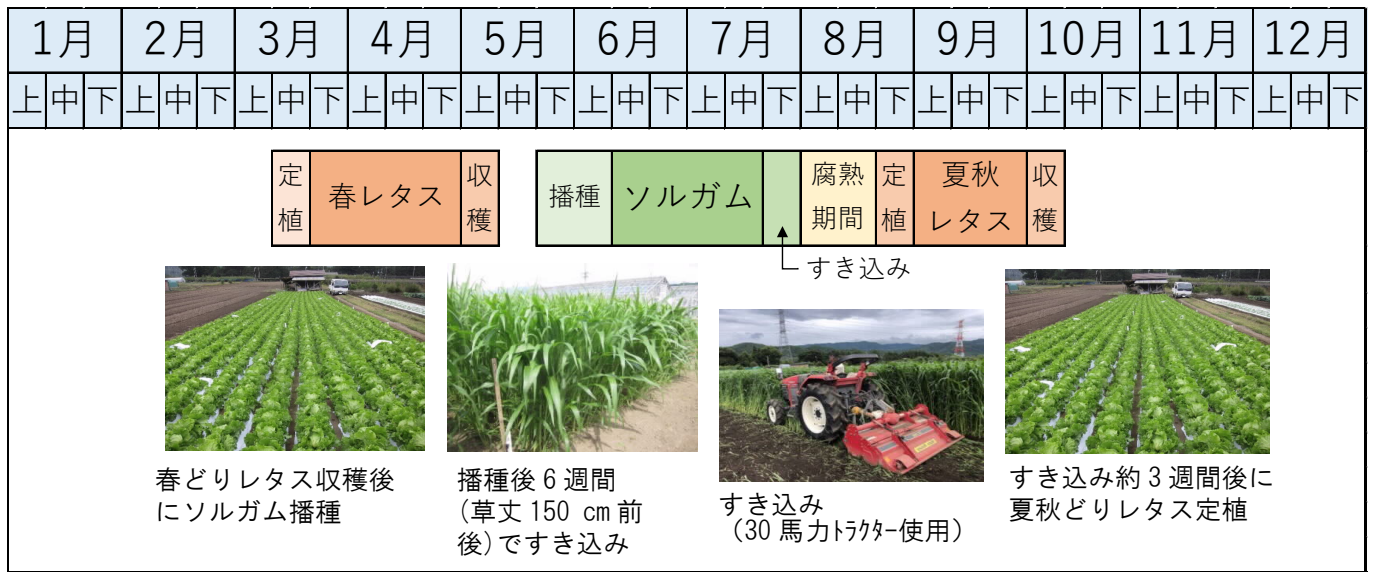 1月 2月 3月 4月 5月 6月 7月 8月 9月 10月 11月 12月
上 中 下 上 中 下 上 中 下 上 中 下 上 中 下 上 中 下 上 中 下 上 中 下 上 中 下 上 中 下 上 中 下 上 中 下
定植
春レタス
収穫
播種
ソルガム
腐熟
期間
定植
夏秋
レタス
収穫
すき込み
春どりレタス収穫後
にソルガム播種
播種後6週間
(草丈150 cm前
後)ですき込み
すき込み
（30馬力ﾄﾗｸﾀｰ使用）
すき込み約3週間後に
夏秋どりレタス定植